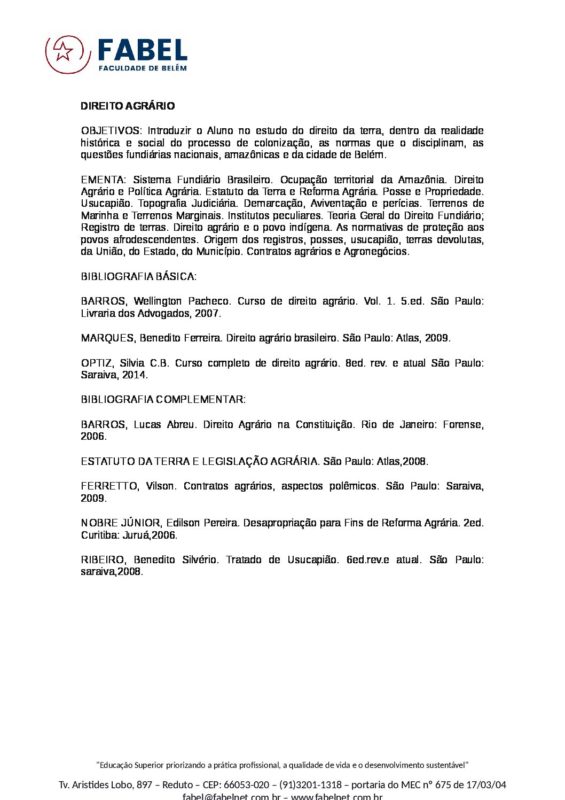 FABEL
FACULDADE DE BELÉM
DIREITO AGRÁRIO
OBJETIVOS: Introduzir o Aluno no estudo do direito da terra, dentro da realidade
histórica e social do processo de colonização, as normas que o disciplinam, as
questões fundiárias nacionais, amazônicas e da cidade de Belém.
EMENTA: Sistema Fundiário Brasileiro. Ocupação territorial da Amazônia. Direito
Agrário e Política Agrária. Estatuto da Terra e Reforma Agrária. Posse e Propriedade.
Usucapião. Topografia Judiciária. Demarcação, Aviventação e perícias. Terrenos de
Marinha e Terrenos Marginais. Institutos peculiares. Teoria Geral do Direito Fundiário;
Registro de terras. Direito agrário e o povo indígena. As normativas de proteção aos
povos afrodescendentes. Origem dos registros, posses, usucapião, terras devolutas,
da União, do Estado, do Município. Contratos agrários e Agronegócios.
BIBLIOGRAFIA BÁSICA:
BARROS, Wellington Pacheco. Curso de direito agrário. Vol. 1. 5.ed. São Paulo:
Livraria dos Advogados, 2007.
MARQUES, Benedito Ferreira. Direito agrário brasileiro. São Paulo: Atlas, 2009.
OPTIZ, Silvia C.B. Curso completo de direito agrário. 8ed. rev. e atual São Paulo:
Saraiva, 2014.
BIBLIOGRAFIA COMPLEMENTAR:
BARROS, Lucas Abreu. Direito Agrário na Constituição. Rio de Janeiro: Forense,
2006.
ESTATUTO DA TERRA E LEGISLAÇÃO AGRÁRIA. São Paulo: Atlas,2008.
FERRETTO, Vilson. Contratos agrários, aspectos polêmicos. São Paulo: Saraiva,
2009.
NOBRE JÚNIOR, Edilson Pereira. Desapropriação para Fins de Reforma Agrária. 2ed.
Curitiba: Juruá,2006.
RIBEIRO, Benedito Silvério. Tratado de Usucapião. 6ed.rev.e atual. São Paulo:
saraiva,2008.
"Educação Superior priorizando a prática profissional, a qualidade de vida e o desenvolvimento sustentável"
Tv. Aristides Lobo, 897 – Reduto – CEP: 66053-020 – (91)3201-1318 – portaria do MEC nº 675 de 17/03/04
fabel@fabelnet.com.br – www.fabelnet.com.br